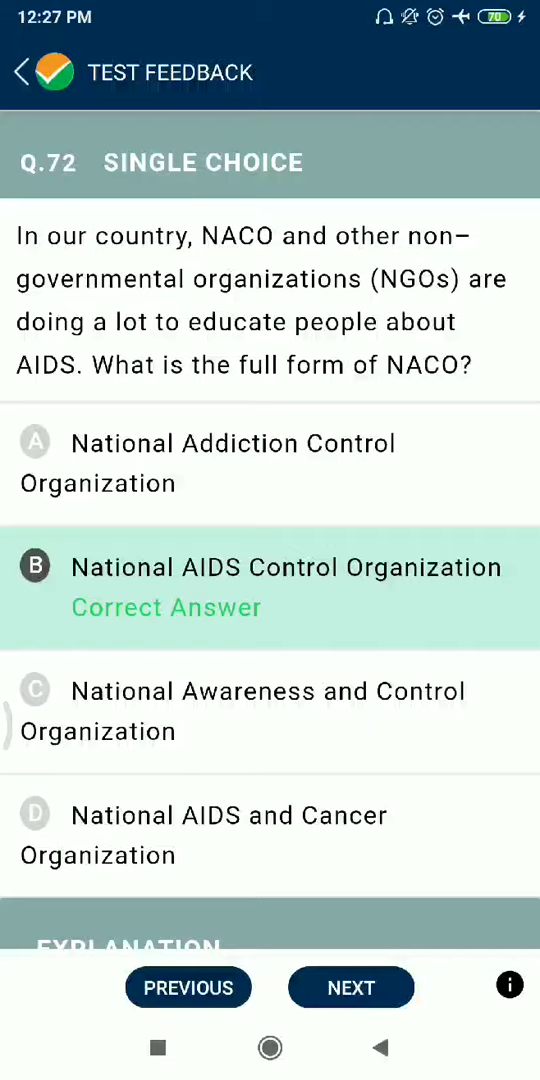 12:27 PM
70
TEST FEEDBACK
Q.72 SINGLE CHOICE
In our country, NACO and other non-
governmental organizations (NGOs) are
doing a lot to educate people about
AIDS. What is the full form of NACO?
A National Addiction Control
Organization
B National AIDS Control Organization
Correct Answer
C National Awareness and Control
Organization
D National AIDS and Cancer
Organization
EXPLANATION
PREVIOUS NEXT